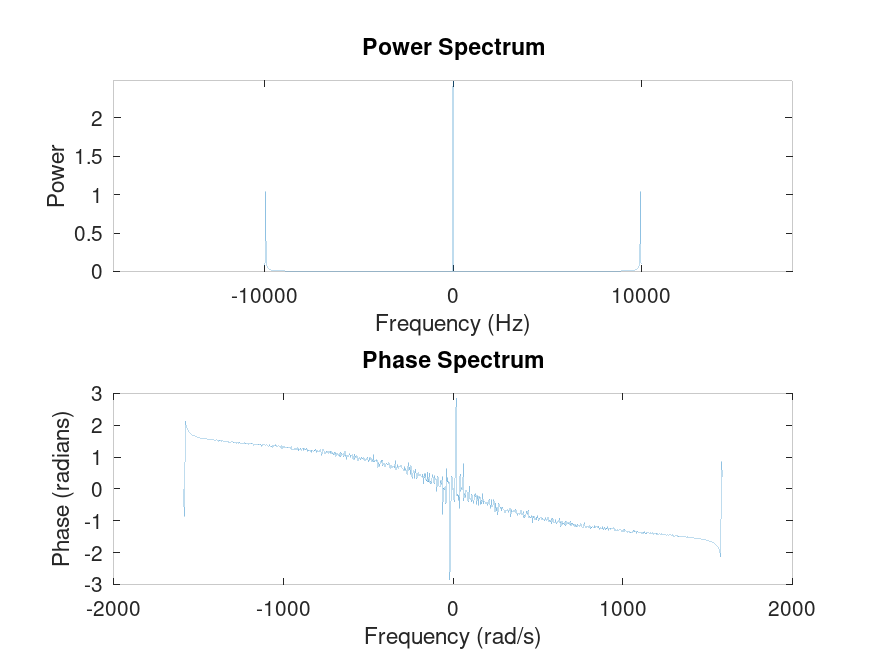 Power Spectrum
2
1.5
1
0.5
0
Power
-10000 0 10000
Frequency (Hz)
Phase Spectrum
3
2
1
0
-1
-2
-3
Phase (radians)
-2000 -1000 0 1000 2000
Frequency (rad/s)